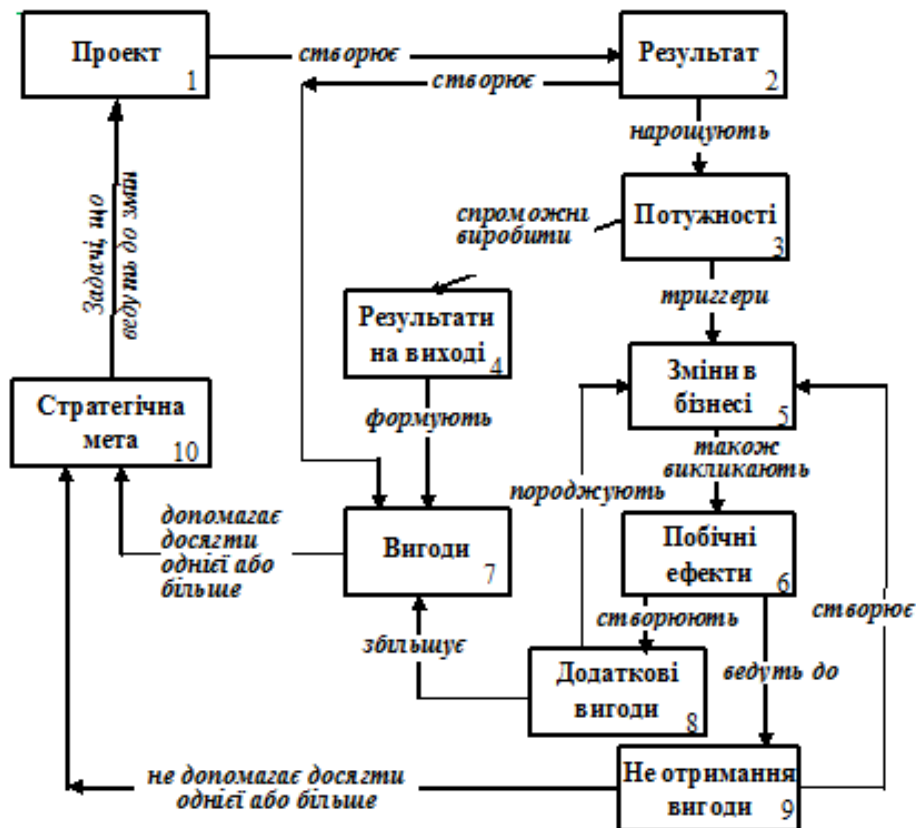 Проект
1
створює
Результат
2
створює
нарощують
Задачі, що
ведуть до змін
спроможні
виробити
Потужності
3
триггери
Результати
на виході
4
Зміни в
бізнесі
5
Стратегічна
мета
10
формують
також
викликають
породжують
допомагає
досягти
однієї або
більше
Вигоди
7
Побічні
ефекти
6
створюють
створює
збільшує
ведуть до
Додаткові
вигоди
8
не допомагає досягти
однієї або більше
Не отримання
вигоди
9